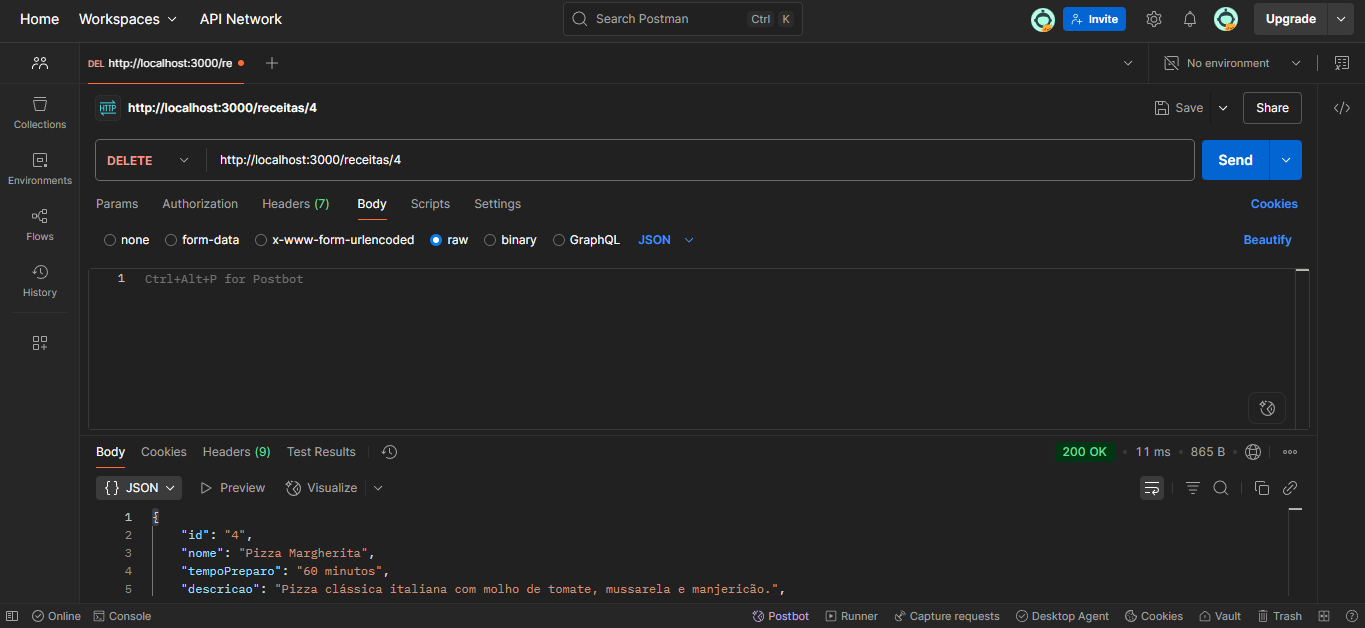 Home Workspaces API Network Search Postman Ctrl K Invite Upgrade
DEL http://localhost:3000/re No environment
HTTP http://localhost:3000/receitas/4 Save Share
Collections
DELETE http://localhost:3000/receitas/4 Send
Environments
Params Authorization Headers (7) Body Scripts Settings Cookies
Flows
none form-data x-www-form-urlencoded raw binary GraphQL JSON Beautify
History
1 Ctrl+Alt+P for Postbot
Body Cookies Headers (9) Test Results 200 OK • 11 ms • 865 B
{ } JSON Preview Visualize
1 {
2 "id": "4",
3 "nome": "Pizza Margherita",
4 "tempoPreparo": "60 minutos",
5 "descricao": "Pizza clássica italiana com molho de tomate, mussarela e manjericão.",
Online Console Postbot Runner Capture requests Desktop Agent Cookies Vault Trash